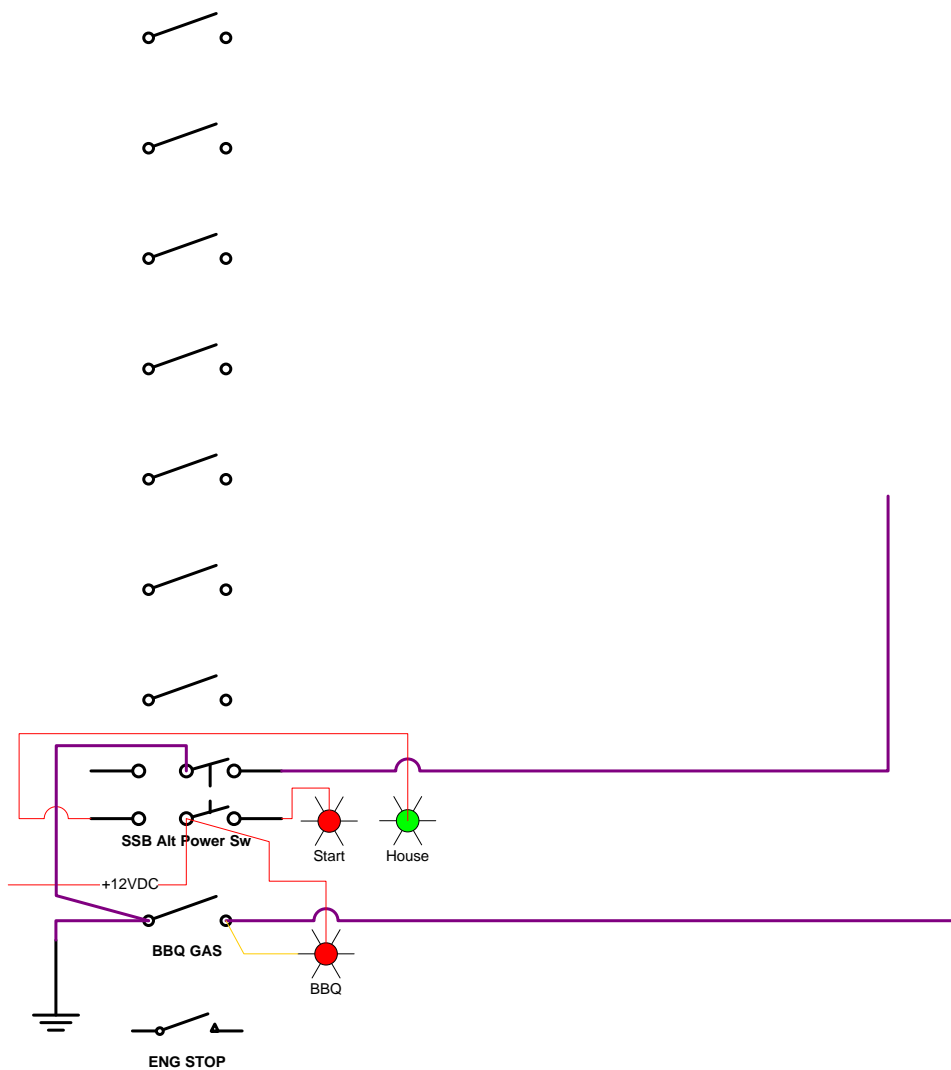 SSB Alt Power Sw
Start
House
+12VDC
BBQ GAS
BBQ
ENG STOP